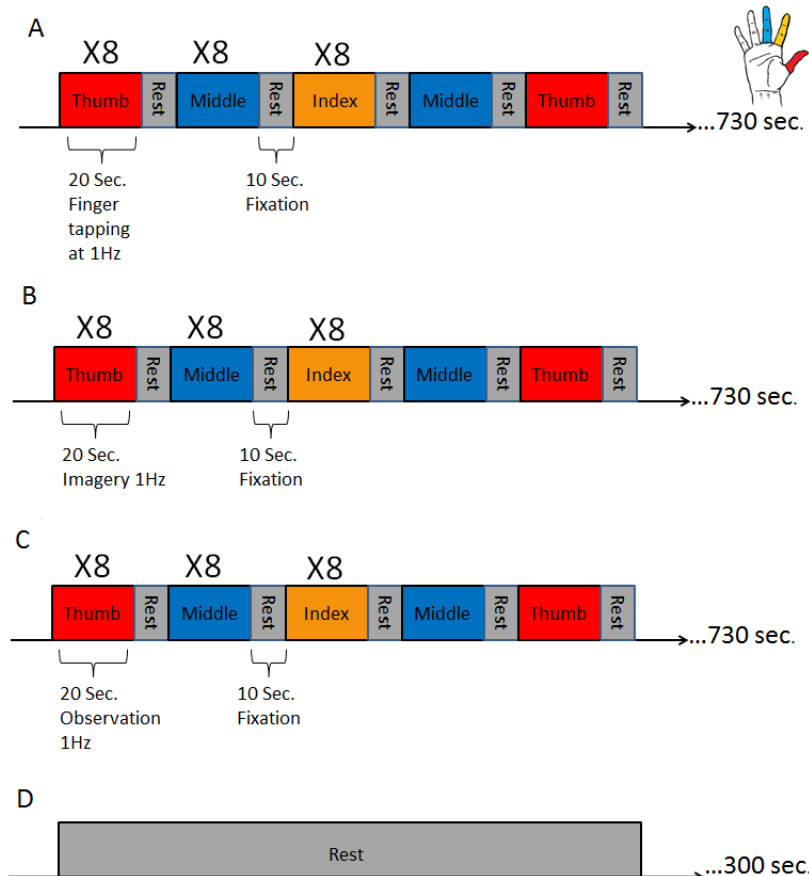 A
X8 X8 X8
Thumb Rest Middle Rest Index Rest Middle Rest Thumb Rest
...730 sec.
20 Sec. 10 Sec.
Finger Fixation
tapping
at 1Hz
B
X8 X8 X8
Thumb Rest Middle Rest Index Rest Middle Rest Thumb Rest
...730 sec.
20 Sec. 10 Sec.
Imagery 1Hz Fixation
C
X8 X8 X8
Thumb Rest Middle Rest Index Rest Middle Rest Thumb Rest
...730 sec.
20 Sec. 10 Sec.
Observation Fixation
1Hz
D
Rest
...300 sec.